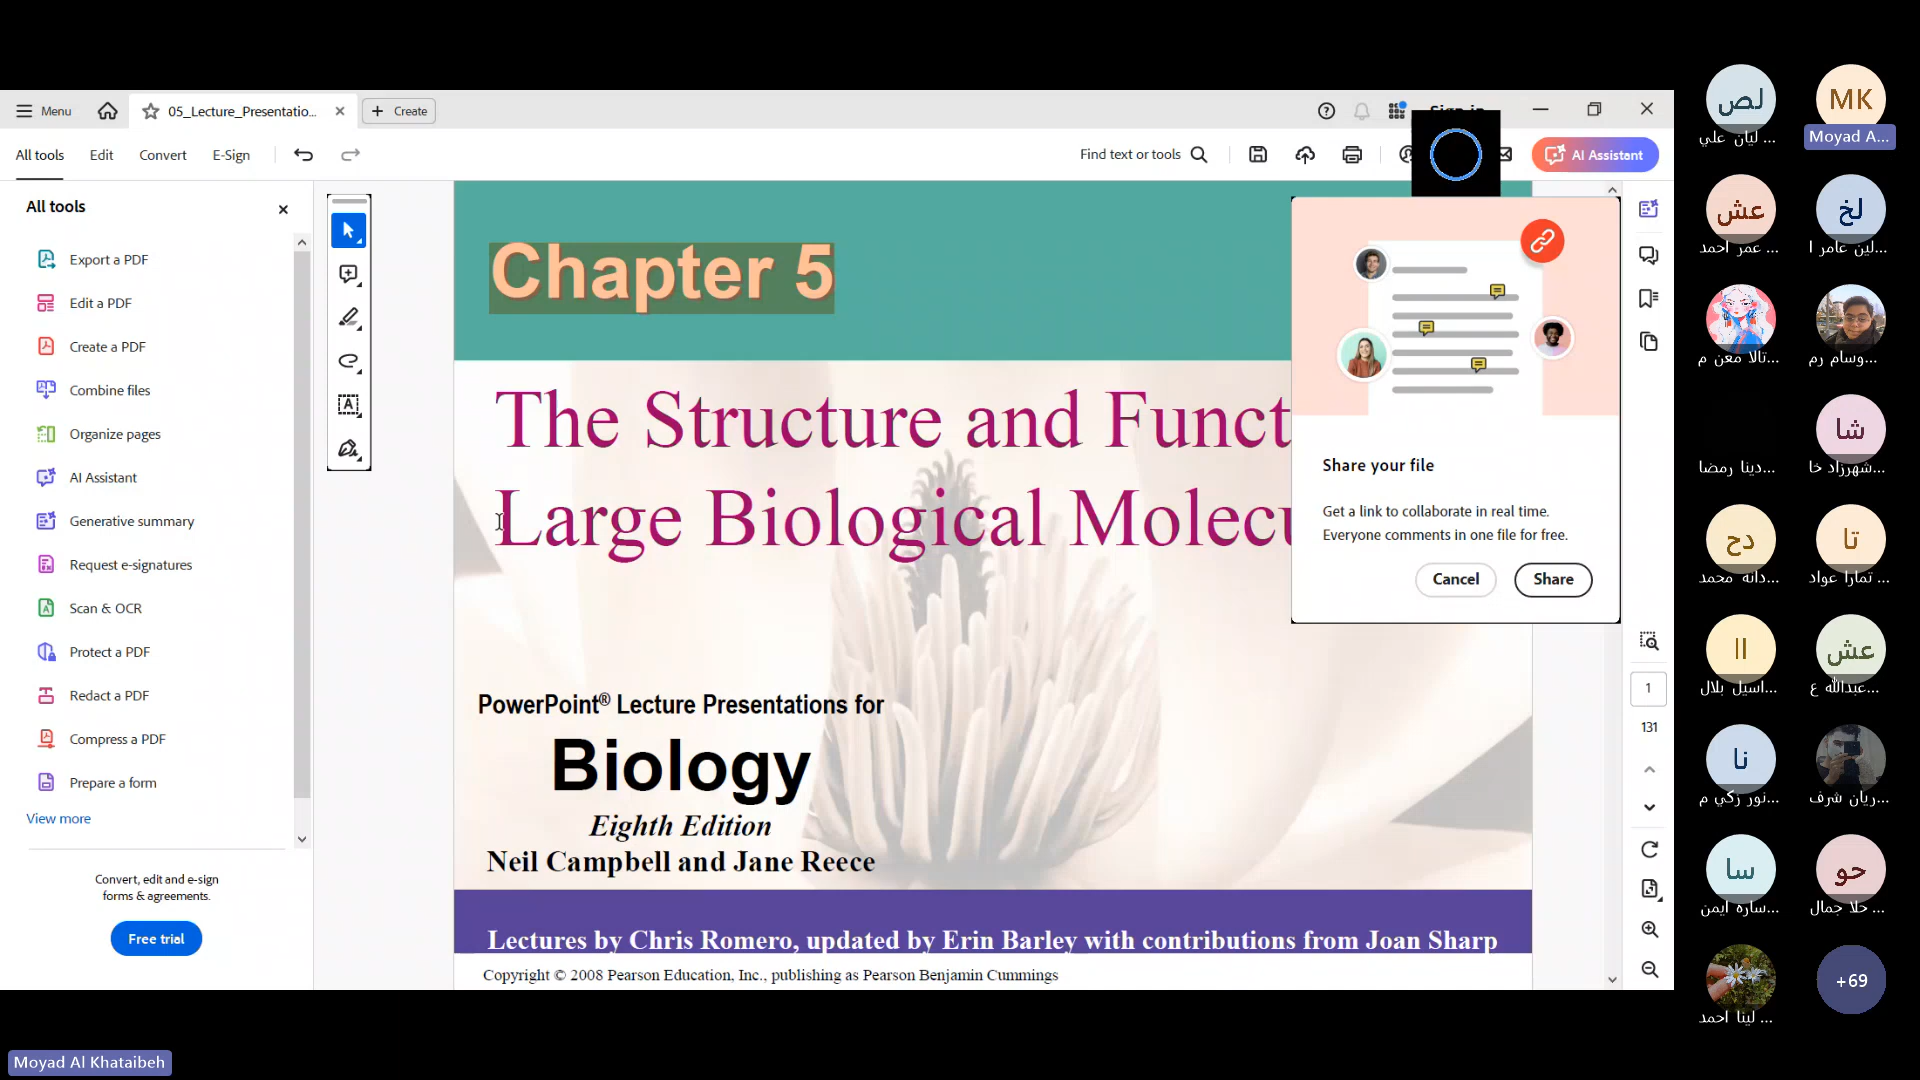 Menu
05_Lecture_Presentatio...
Create
All tools
Edit
Convert
E-Sign
Find text or tools
AI Assistant
All tools
Export a PDF
Edit a PDF
Create a PDF
Combine files
Organize pages
AI Assistant
Generative summary
Request e-signatures
Scan & OCR
Protect a PDF
Redact a PDF
Compress a PDF
Prepare a form
View more
Convert, edit and e-sign
forms & agreements.
Free trial
Chapter 5
The Structure and Funct
Large Biological Molecu
PowerPoint® Lecture Presentations for
Biology
Eighth Edition
Neil Campbell and Jane Reece
Lectures by Chris Romero, updated by Erin Barley with contributions from Joan Sharp
Copyright © 2008 Pearson Education, Inc., publishing as Pearson Benjamin Cummings
Share your file
Get a link to collaborate in real time.
Everyone comments in one file for free.
Cancel
Share
1
131
لص
ليان علي ...
MK
Moyad A...
عش
عمر احمد ...
لخ
لين عامر ا...
تالا معن م...
وسام رم...
دينا رمضا...
شا
شهرزاد خا...
دح
دانه محمد...
تا
تمارا عواد ...
اا
اسيل بلال...
عش
عبدالله ع...
نا
نور زكي م...
ريان شرف...
سا
ساره ايمن...
حو
حلا جمال ...
لينا احمد ...
+69
Moyad Al Khataibeh